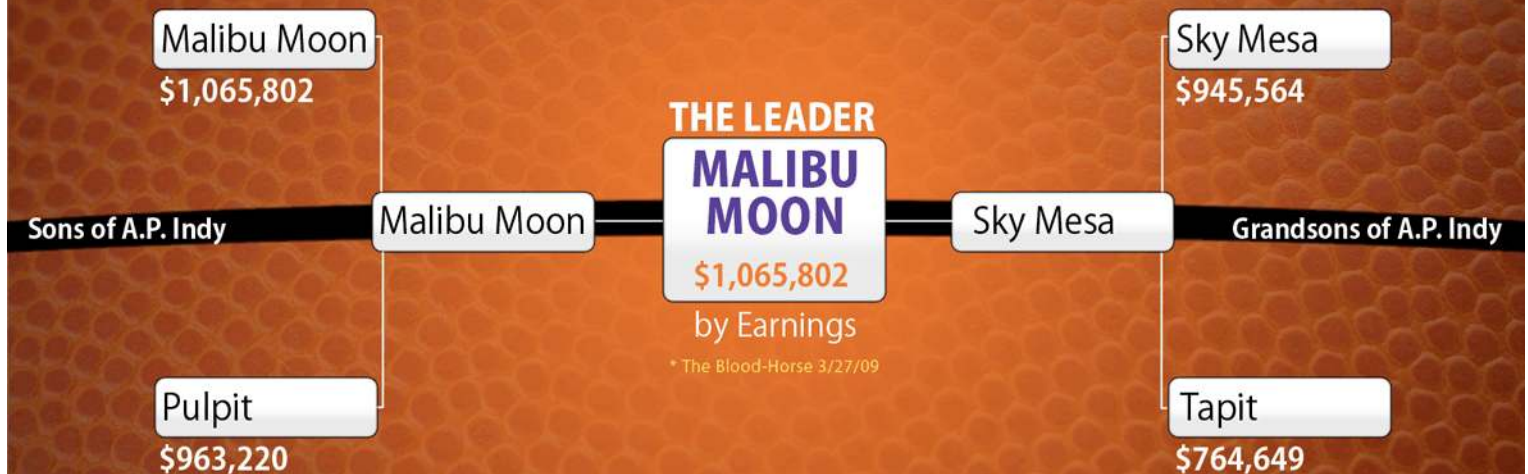 Malibu Moon
$1,065,802
Sky Mesa
$945,564
THE LEADER
MALIBU
MOON
$1,065,802
by Earnings
* The Blood-Horse 3/27/09
Sons of A.P. Indy
Malibu Moon
Sky Mesa
Grandsons of A.P. Indy
Pulpit
$963,220
Tapit
$764,649